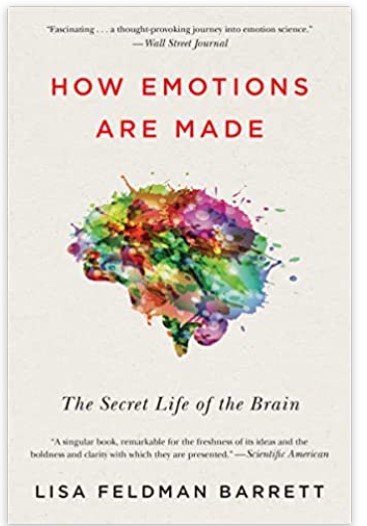 "Fascinating . . . a thought-provoking journey into emotion science."
—Wall Street Journal
HOW EMOTIONS
ARE MADE
The Secret Life of the Brain
"A singular book, remarkable for the freshness of its ideas and the
boldness and clarity with which they are presented." —Scientific American
LISA FELDMAN BARRETT